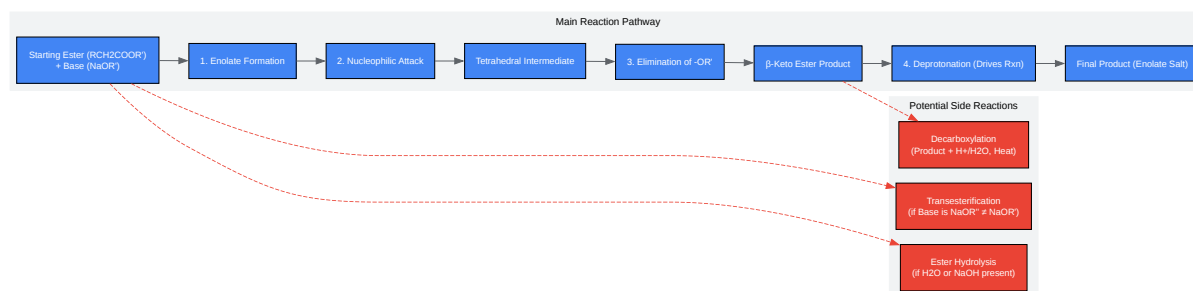 Main Reaction Pathway
Starting Ester (RCH2COOR')
+ Base (NaOR')
1. Enolate Formation
2. Nucleophilic Attack
Tetrahedral Intermediate
3. Elimination of -OR'
β-Keto Ester Product
4. Deprotonation (Drives Rxn)
Final Product (Enolate Salt)
Potential Side Reactions
Decarboxylation
(Product + H+/H2O, Heat)
Transesterification
(if Base is NaOR'' ≠ NaOR')
Ester Hydrolysis
(if H2O or NaOH present)